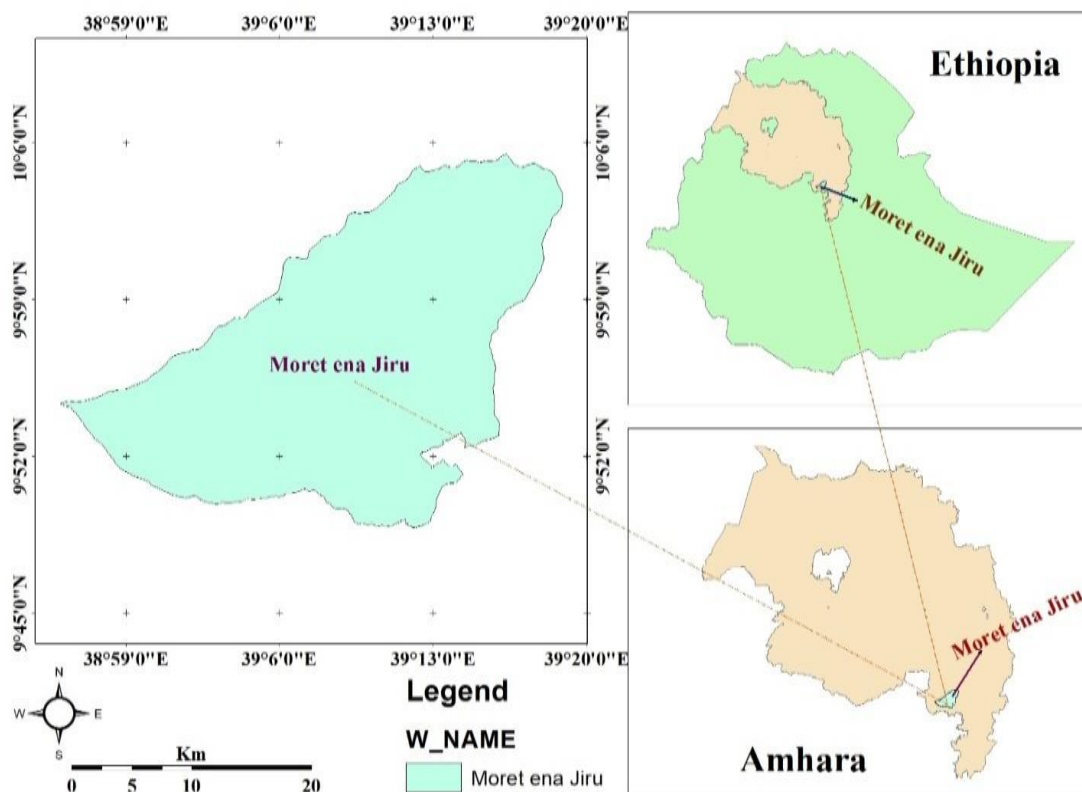 38°59'0"E 39°6'0"E 39°13'0"E 39°20'0"E
10°6'0"N
10°6'0"N
9°59'0"N
9°59'0"N
Moret ena Jiru
9°52'0"N
9°52'0"N
9°45'0"N
9°45'0"N
38°59'0"E 39°6'0"E 39°13'0"E 39°20'0"E
N
W E
S
Km
0 5 10 20
Legend
W_NAME
Moret ena Jiru
Ethiopia
Moret ena Jiru
Moret ena Jiru
Amhara